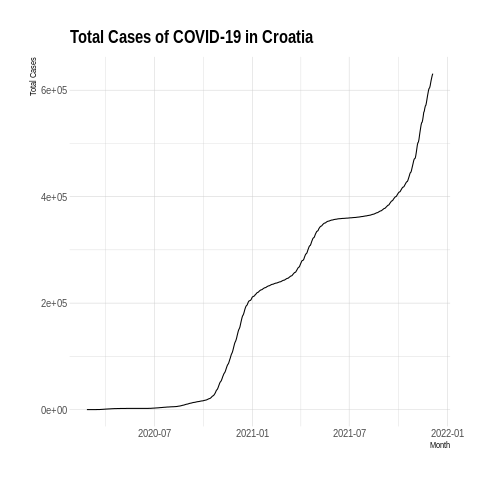 Total Cases of COVID-19 in Croatia
Total Cases
6e+05
4e+05
2e+05
0e+00
2020-07 2021-01 2021-07 2022-01
Month